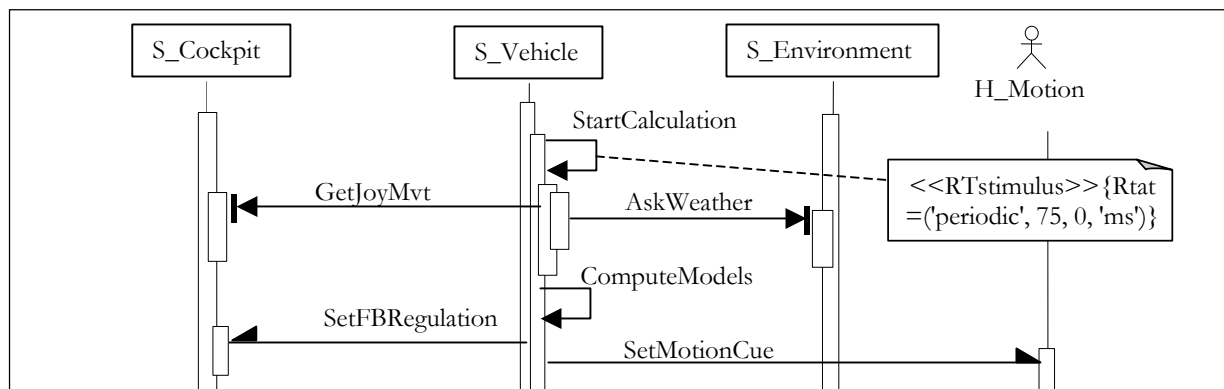 S_Cockpit
S_Vehicle
S_Environment
H_Motion
StartCalculation
<<RTstimulus>>{Rtat
=('periodic', 75, 0, 'ms')}
GetJoyMvt
AskWeather
ComputeModels
SetFBRegulation
SetMotionCue